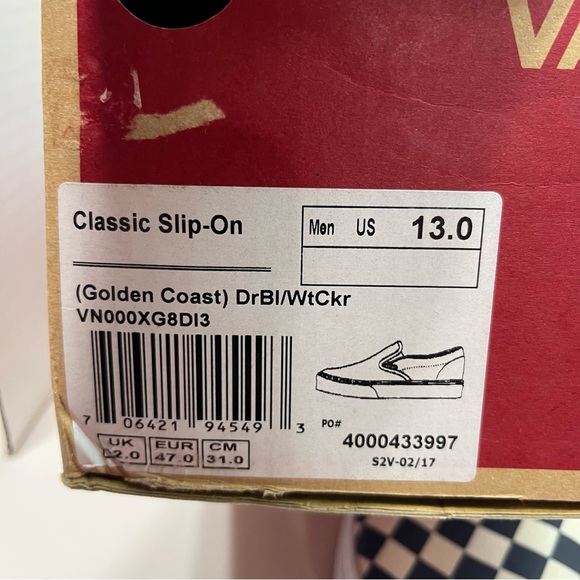 VA
Classic Slip-On
Men US 13.0
(Golden Coast) DrBl/WtCkr
VN000XG8DI3
7 06421 94549 3
PO#
4000433997
UK EUR CM
2.0 47.0 31.0
S2V-02/17